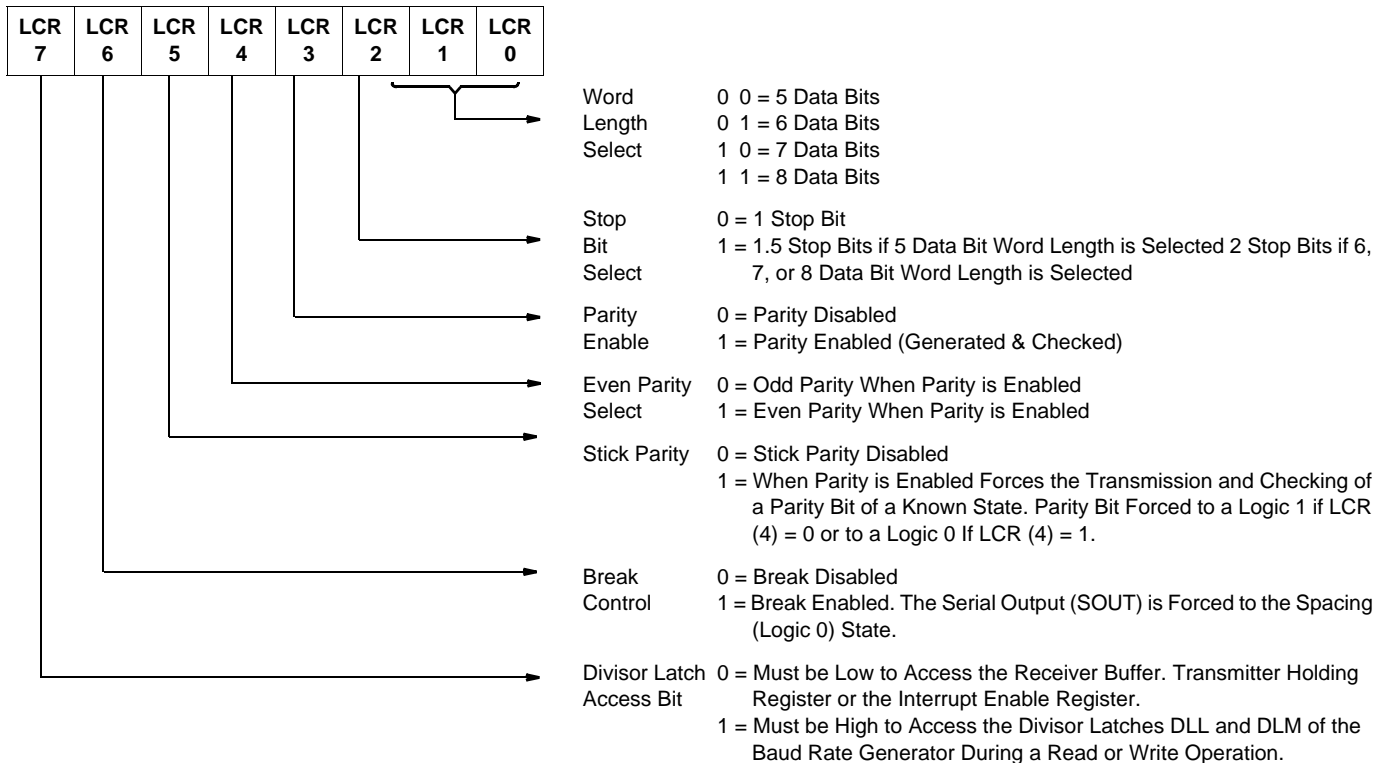 LCR LCR LCR LCR LCR LCR LCR LCR
7 6 5 4 3 2 1 0
Word 0 0 = 5 Data Bits
Length 0 1 = 6 Data Bits
Select 1 0 = 7 Data Bits
1 1 = 8 Data Bits
Stop 0 = 1 Stop Bit
Bit 1 = 1.5 Stop Bits if 5 Data Bit Word Length is Selected 2 Stop Bits if 6,
Select 7, or 8 Data Bit Word Length is Selected
Parity 0 = Parity Disabled
Enable 1 = Parity Enabled (Generated & Checked)
Even Parity 0 = Odd Parity When Parity is Enabled
Select 1 = Even Parity When Parity is Enabled
Stick Parity 0 = Stick Parity Disabled
1 = When Parity is Enabled Forces the Transmission and Checking of
a Parity Bit of a Known State. Parity Bit Forced to a Logic 1 if LCR
(4) = 0 or to a Logic 0 If LCR (4) = 1.
Break 0 = Break Disabled
Control 1 = Break Enabled. The Serial Output (SOUT) is Forced to the Spacing
(Logic 0) State.
Divisor Latch 0 = Must be Low to Access the Receiver Buffer. Transmitter Holding
Access Bit Register or the Interrupt Enable Register.
1 = Must be High to Access the Divisor Latches DLL and DLM of the
Baud Rate Generator During a Read or Write Operation.